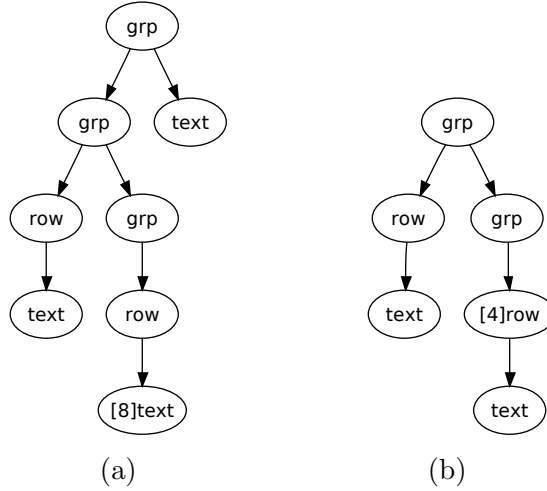 grp
grp text grp
row grp row grp
text row text [4]row
[8]text text
(a) (b)